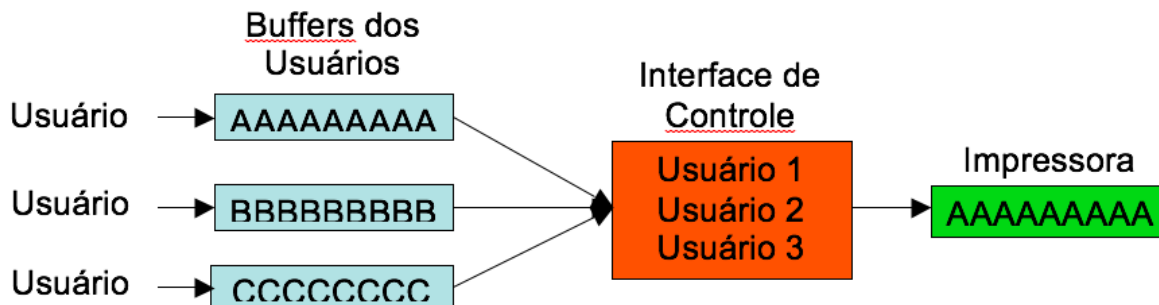 Buffers dos
Usuários
Interface de
Controle
Impressora
Usuário
AAAAAAAAA
Usuário
BBBBBBBBB
Usuário
CCCCCCCC
Usuário 1
Usuário 2
Usuário 3
AAAAAAAAA